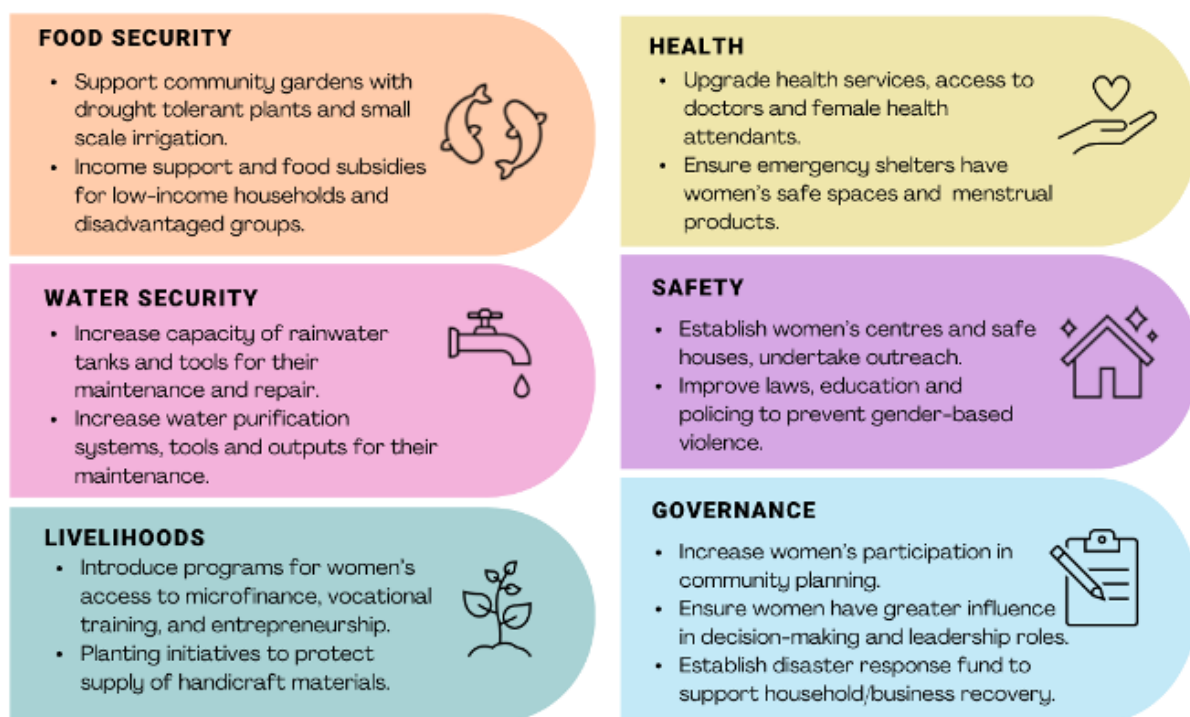 FOOD SECURITY
• Support community gardens with
drought tolerant plants and small
scale irrigation.
• Income support and food subsidies
for low-income households and
disadvantaged groups.
WATER SECURITY
• Increase capacity of rainwater
tanks and tools for their
maintenance and repair.
• Increase water purification
systems, tools and outputs for their
maintenance.
LIVELIHOODS
• Introduce programs for women's
access to microfinance, vocational
training, and entrepreneurship.
• Planting initiatives to protect
supply of handicraft materials.
HEALTH
• Upgrade health services, access to
doctors and female health
attendants.
• Ensure emergency shelters have
women's safe spaces and menstrual
products.
SAFETY
• Establish women's centres and safe
houses, undertake outreach.
• Improve laws, education and
policing to prevent gender-based
violence.
GOVERNANCE
• Increase women's participation in
community planning.
• Ensure women have greater influence
in decision-making and leadership roles.
• Establish disaster response fund to
support household/business recovery.